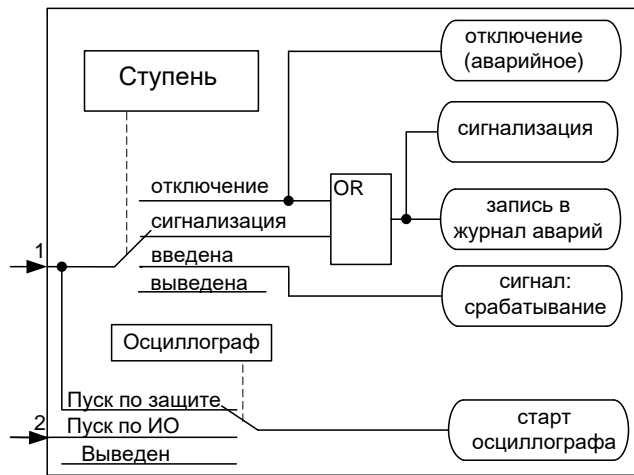 отключение
(аварийное)
Ступень
сигнализация
отключение
OR
сигнализация
запись в
журнал аварий
1
введена
выведена
сигнал:
срабатывание
Осциллограф
Пуск по защите
2
Пуск по ИО
Выведен
старт
осциллографа